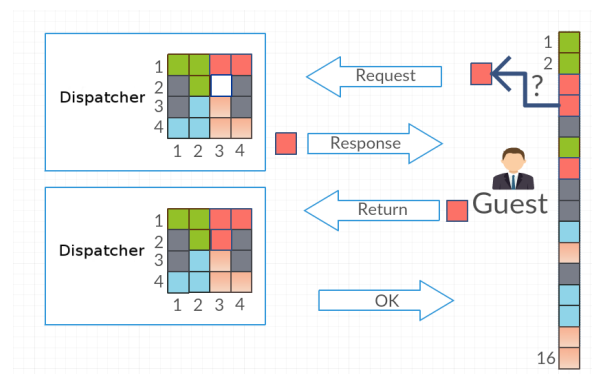 1
2
Request
?
Dispatcher
1
2
3
4
1 2 3 4
Response
Guest
Return
Dispatcher
1
2
3
4
1 2 3 4
OK
16